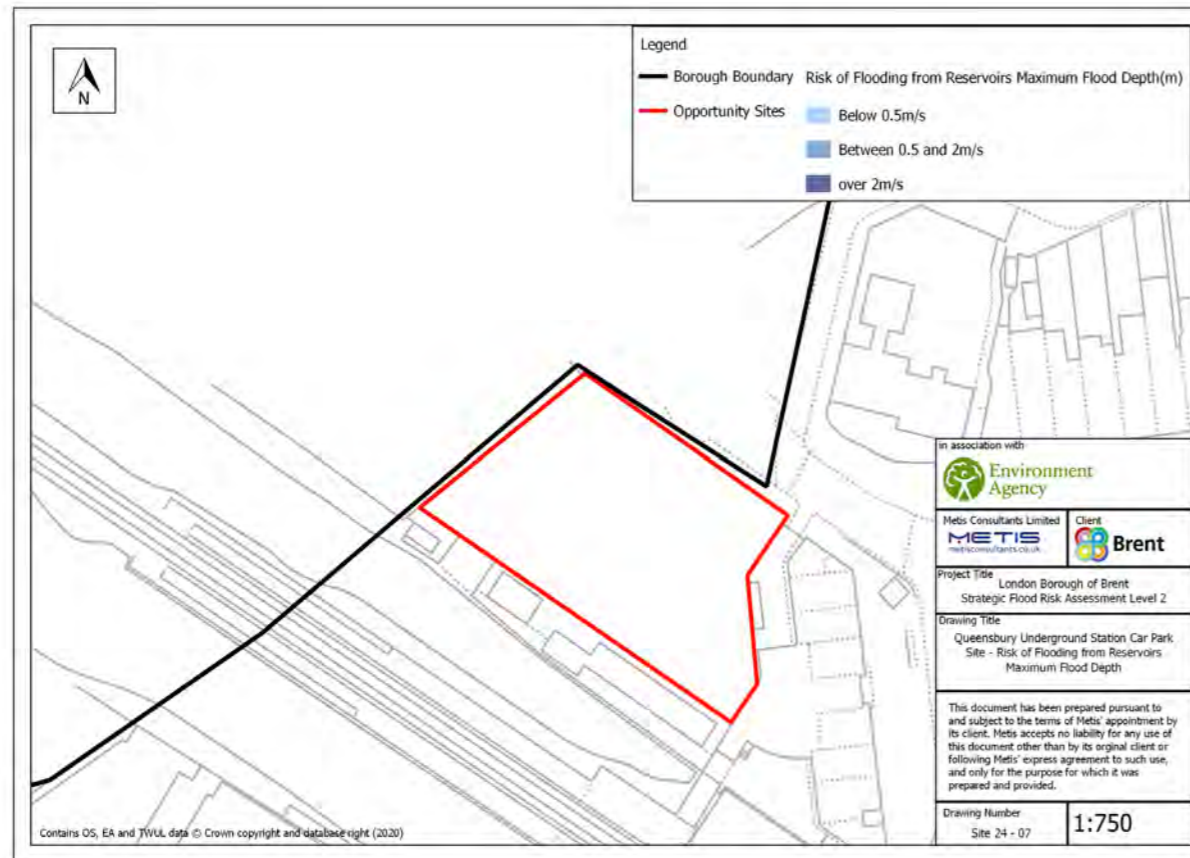 N
Legend
Borough Boundary
Opportunity Sites
Risk of Flooding from Reservoirs Maximum Flood Depth(m)
Below 0.5m/s
Between 0.5 and 2m/s
over 2m/s
in association with
Environment
Agency
Metis Consultants Limited
METIS
metisconsultants.co.uk
Client
Brent
Project Title
London Borough of Brent
Strategic Flood Risk Assessment Level 2
Drawing Title
Queensbury Underground Station Car Park
Site - Risk of Flooding from Reservoirs
Maximum Flood Depth
This document has been prepared pursuant to
and subject to the terms of Metis' appointment by
its client. Metis accepts no liability for any use of
this document other than by its orginal client or
following Metis' express agreement to such use,
and only for the purpose for which it was
prepared and provided.
Drawing Number
Site 24 - 07
1:750
Contains OS, EA and TWUL data © Crown copyright and database right (2020)